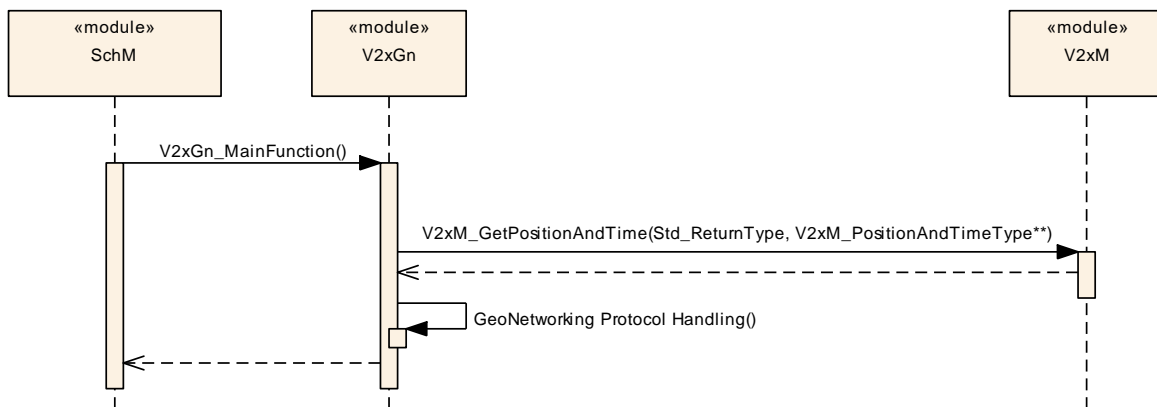 «module»
SchM
«module»
V2xGn
«module»
V2xM
V2xGn_MainFunction()
V2xM_GetPositionAndTime(Std_ReturnType, V2xM_PositionAndTimeType**)
GeoNetworking Protocol Handling()